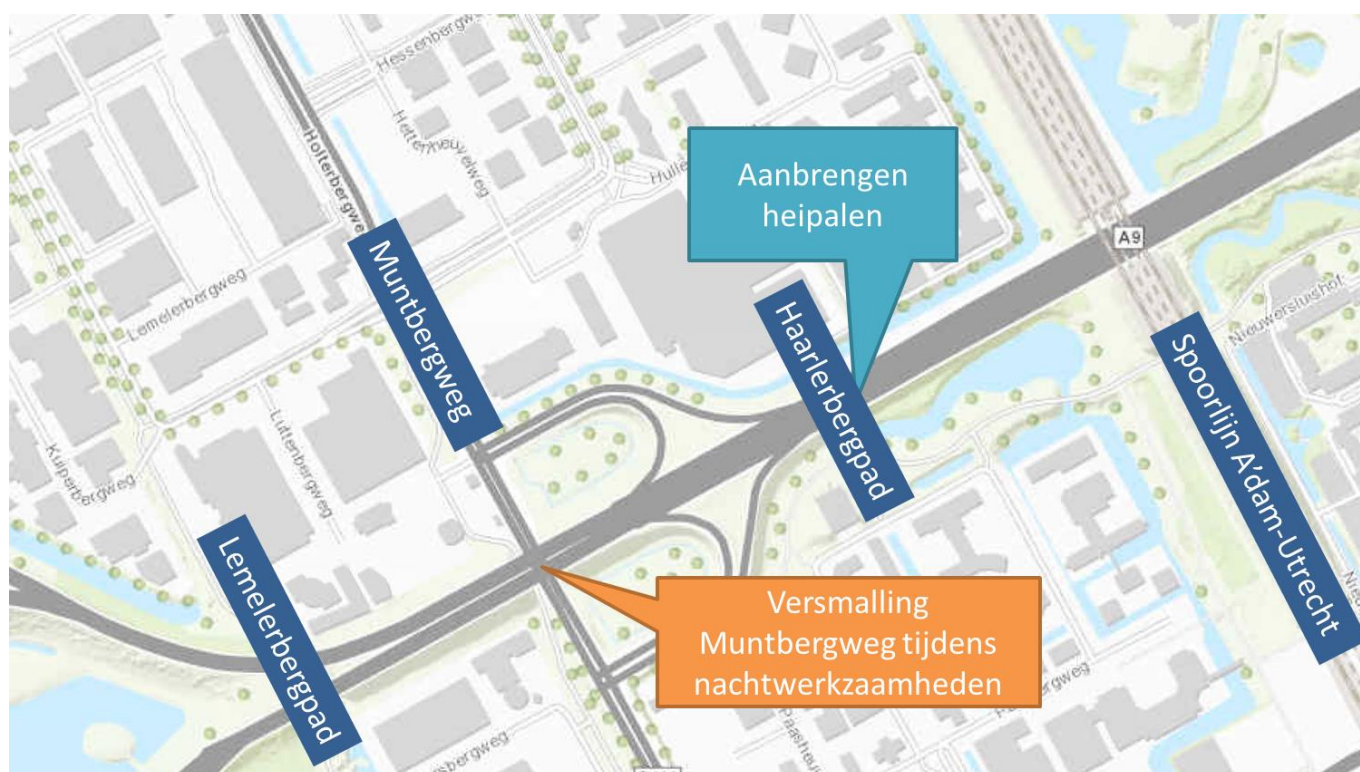 Hessenbergweg
Hettenheuvelweg
Holterbergweg
Aanbrengen
heipalen
A9
Lemelerbergweg
Muntbergweg
Haarlerbergpad
Nieuwersluishof
Spoorlijn A'dam-Utrecht
Luttenbergweg
Kuiperbergweg
Lemelerbergpad
Versmalling
Muntbergweg tijdens
nachtwerkzaamheden